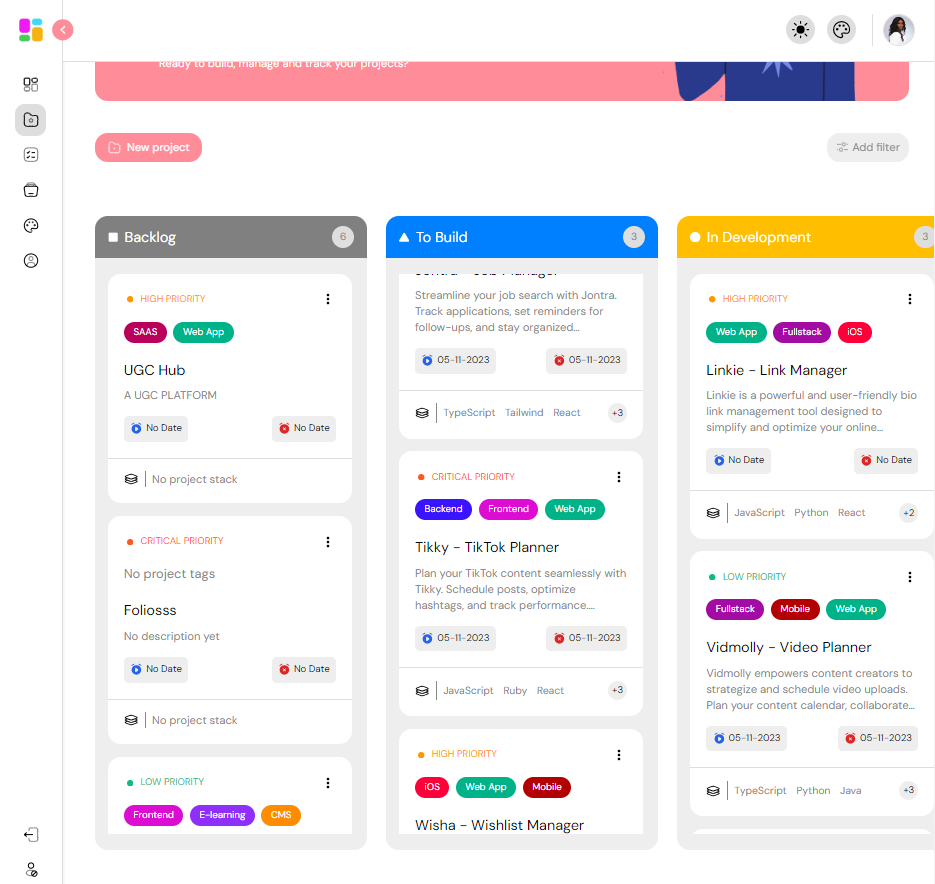 Ready to build, manage and track your projects?
New project
Add filter
Backlog
6
HIGH PRIORITY
SAAS
Web App
UGC Hub
A UGC PLATFORM
No Date
No Date
No project stack
CRITICAL PRIORITY
No project tags
Foliosss
No description yet
No Date
No Date
No project stack
LOW PRIORITY
Frontend
E-learning
CMS
To Build
3
Jontra - Job Manager
Streamline your job search with Jontra.
Track applications, set reminders for
follow-ups, and stay organized...
05-11-2023
05-11-2023
TypeScript Tailwind React
+3
CRITICAL PRIORITY
Backend
Frontend
Web App
Tikky - TikTok Planner
Plan your TikTok content seamlessly with
Tikky. Schedule posts, optimize
hashtags, and track performance....
05-11-2023
05-11-2023
JavaScript Ruby React
+3
HIGH PRIORITY
iOS
Web App
Mobile
Wisha - Wishlist Manager
In Development
3
HIGH PRIORITY
Web App
Fullstack
iOS
Linkie - Link Manager
Linkie is a powerful and user-friendly bio
link management tool designed to
simplify and optimize your online...
No Date
No Date
JavaScript Python React
+2
LOW PRIORITY
Fullstack
Mobile
Web App
Vidmolly - Video Planner
Vidmolly empowers content creators to
strategize and schedule video uploads.
Plan your content calendar, collaborate...
05-11-2023
05-11-2023
TypeScript Python Java
+3